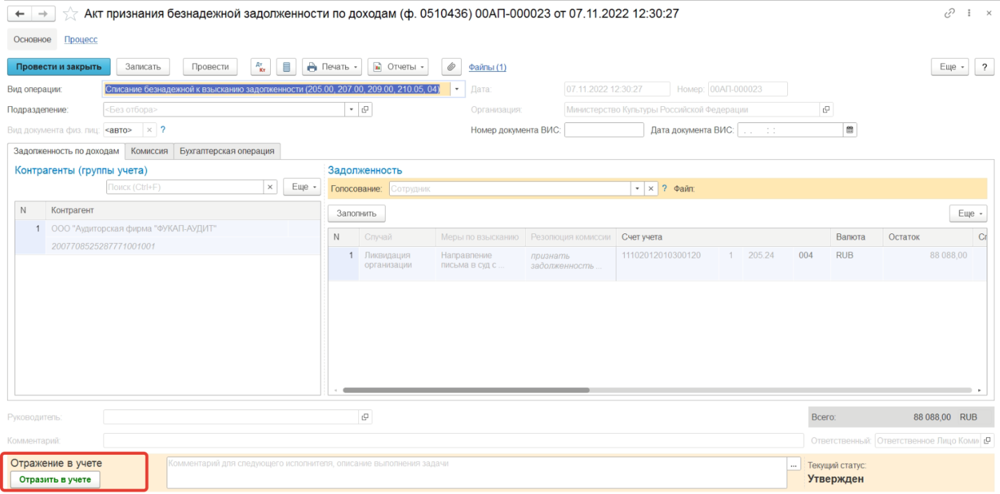 Акт признания безнадежной задолженности по доходам (ф. 0510436) 00АП-000023 от 07.11.2022 12:30:27
Основное Процесс
Провести и закрыть Записать Провести Дт Кт Печать Отчеты Файлы (1) Еще ?
Вид операции: Списание безнадежной к взысканию задолженности (205.00, 207.00, 209.00, 210.05, 04) Дата: 07.11.2022 12:30:27 Номер: 00АП-000023
Подразделение: <Без отбора> Организация: Министерство Культуры Российской Федерации
Вид документа физ. лиц: <авто> × ? Номер документа ВИС: Дата документа ВИС: . . : :
Задолженность по доходам Комиссия Бухгалтерская операция
Контрагенты (группы учета) Задолженность
Поиск (Ctrl+F) × Еще Голосование: Сотрудник × ? Файл:
Заполнить Еще
N Контрагент
N Случай Меры по взысканию Резолюция комиссии Счет учета Валюта Остаток Сп
1 ООО "Аудиторская фирма "ФУКАП-АУДИТ"
2007708525287771001001
1 Ликвидация организации Направление письма в суд с ... признать задолженность ... 11102012010300120 1 205.24 004 RUB 88 088,00
Руководитель: Всего: 88 088,00 RUB
Комментарий: Ответственный: Ответственное Лицо Коми
Отражение в учете Комментарий для следующего исполнителя, описание выполнения задачи ... Текущий статус:
Отразить в учете Утвержден